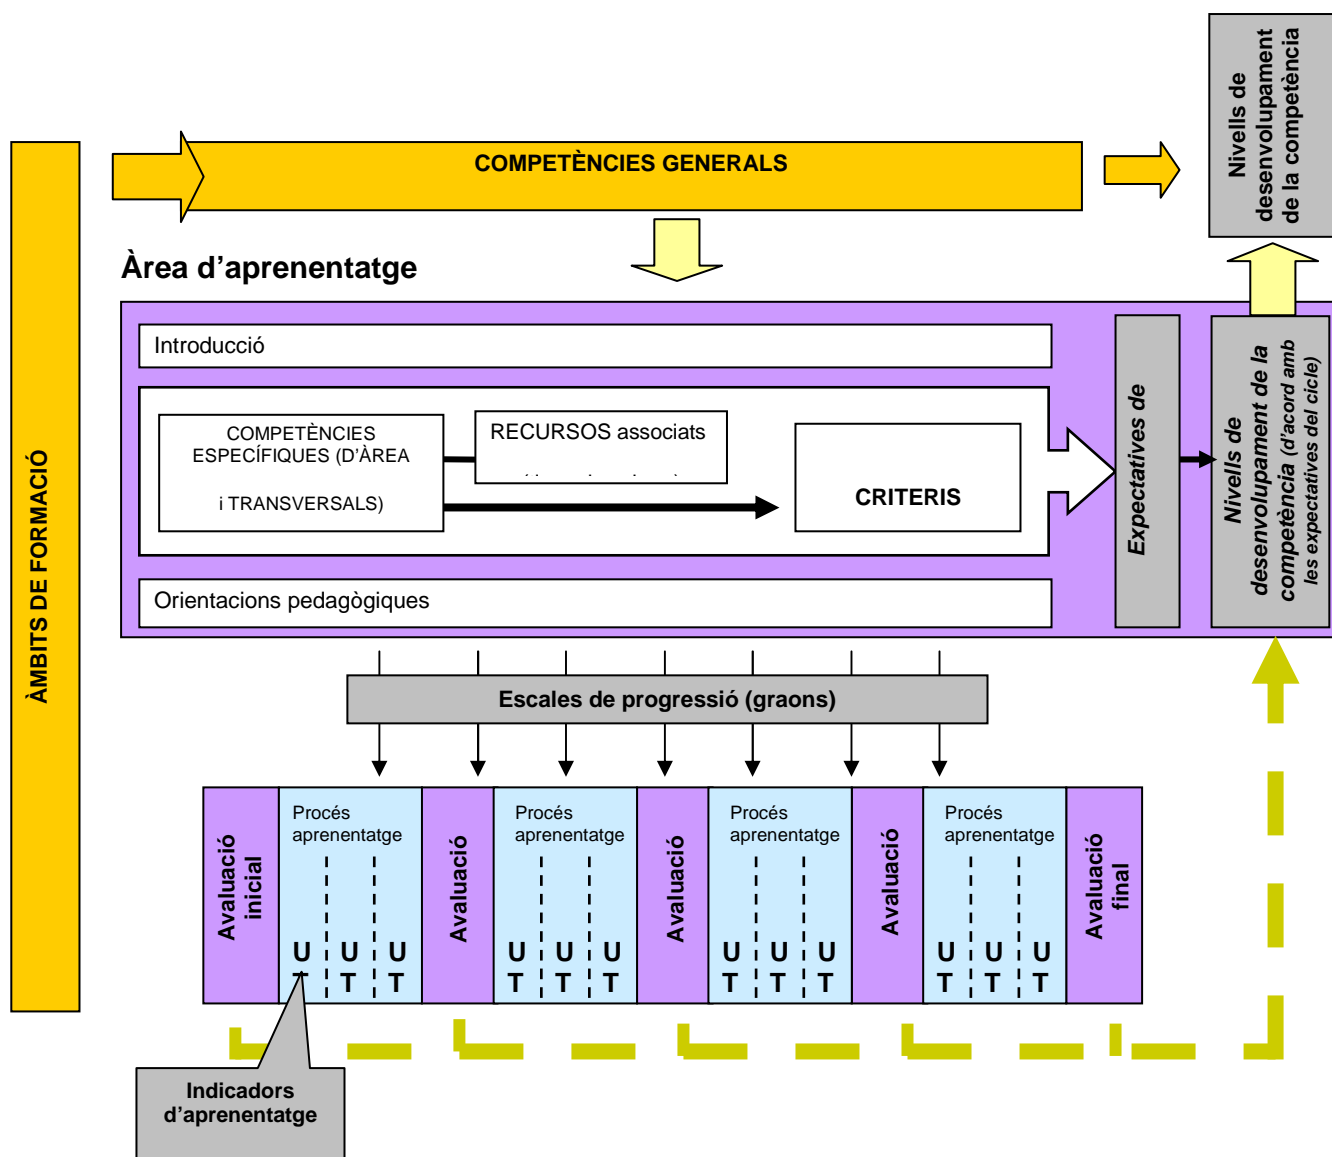 Nivells de
desenvolupament
de la competència
COMPETÈNCIES GENERALS
ÀMBITS DE FORMACIÓ
Àrea d’aprenentatge
Introducció
COMPETÈNCIES
ESPECÍFIQUES (D’ÀREA
i TRANSVERSALS)
RECURSOS associats
CRITERIS
Expectatives de
Nivells de
desenvolupament de la
competència (d’acord amb
les expectatives del cicle)
Orientacions pedagògiques
Escales de progressió (graons)
Avaluació
inicial
Procés
aprenentatge
U U U
T T T
Avaluació
Procés
aprenentatge
U U U
T T T
Avaluació
Procés
aprenentatge
U U U
T T T
Avaluació
Procés
aprenentatge
U U U
T T T
Avaluació
final
Indicadors
d’aprenentatge